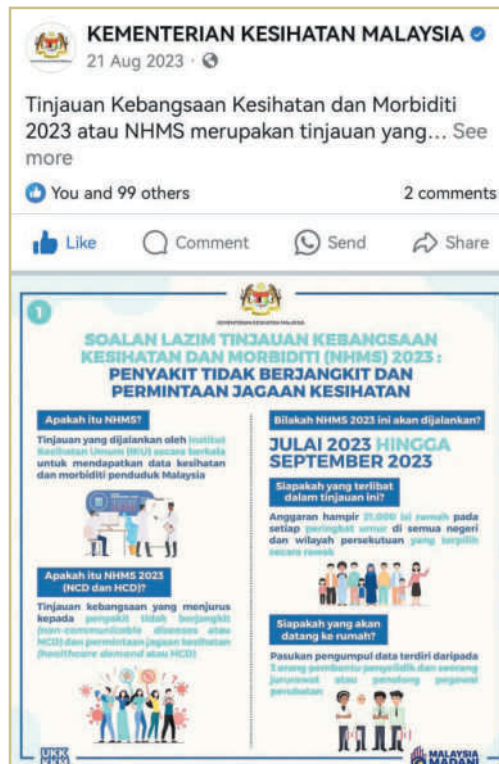 KEMENTERIAN KESIHATAN MALAYSIA
21 Aug 2023 ·
Tinjauan Kebangsaan Kesihatan dan Morbiditi
2023 atau NHMS merupakan tinjauan yang... See
more
You and 99 others
2 comments
Like
Comment
Send
Share
1
KEMENTERIAN KESIHATAN MALAYSIA
SOALAN LAZIM TINJAUAN KEBANGSAAN
KESIHATAN DAN MORBIDITI (NHMS) 2023 :
PENYAKIT TIDAK BERJANGKIT DAN
PERMINTAAN JAGAAN KESIHATAN
Apakah itu NHMS?
Tinjauan yang dijalankan oleh Institut
Kesihatan Umum (IKU) secara berkala
untuk mendapatkan data kesihatan
dan morbiditi penduduk Malaysia
Apakah itu NHMS 2023
(NCD dan HCD)?
Tinjauan kebangsaan yang menjurus
kepada penyakit tidak berjangkit
(non-communicable diseases atau
NCD) dan permintaan jagaan kesihatan
(healthcare demand atau HCD)
Bilakah NHMS 2023 ini akan dijalankan?
JULAI 2023 HINGGA
SEPTEMBER 2023
Siapakah yang terlibat
dalam tinjauan ini?
Anggaran hampir 21,000 isi rumah pada
setiap peringkat umur di semua negeri
dan wilayah persekutuan yang terpilih
secara rawak
Siapakah yang akan
datang ke rumah?
Pasukan pengumpul data terdiri daripada
2 orang pembantu penyelidik dan seorang
jururawat atau penolong pegawai
perubatan
UKK
KKM
MALAYSIA
MADANI